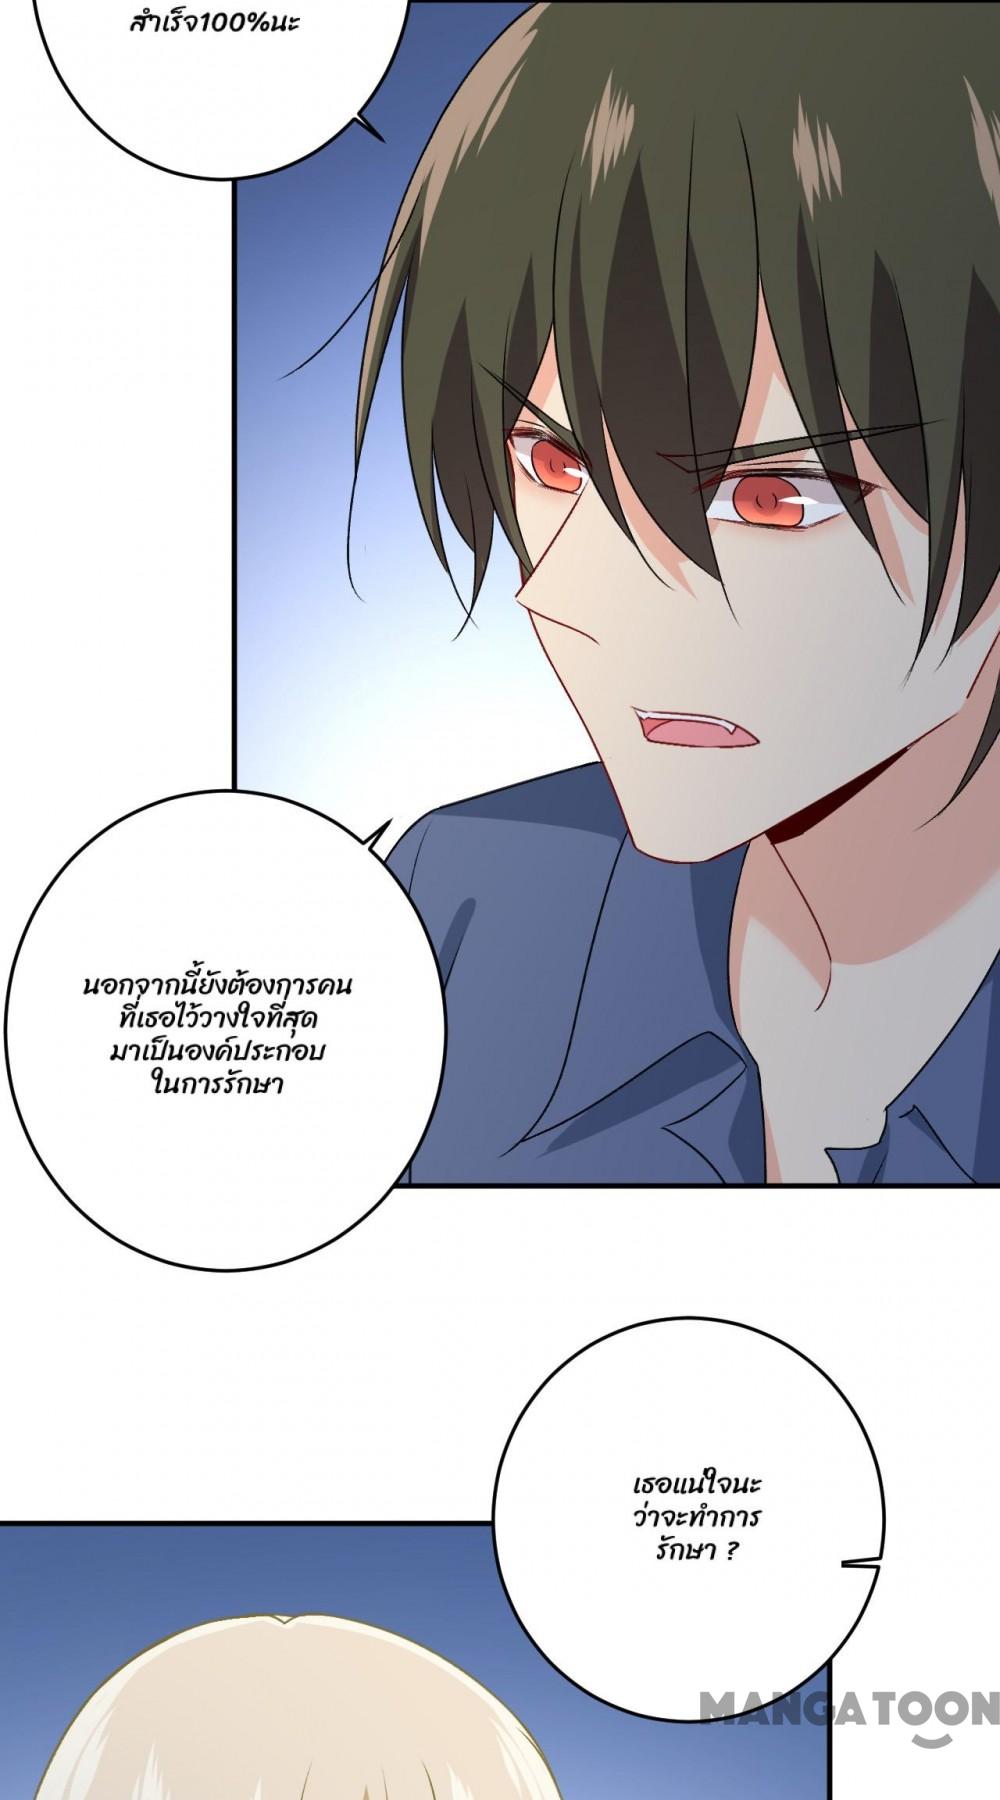 สำเร็จ100%นะ
นอกจากนี้ยังต้องการคน
ที่เธอไว้วางใจที่สุด
มาเป็นองค์ประกอบ
ในการรักษา
เธอแน่ใจนะ
ว่าจะทำการ
รักษา ?
MANGATOON